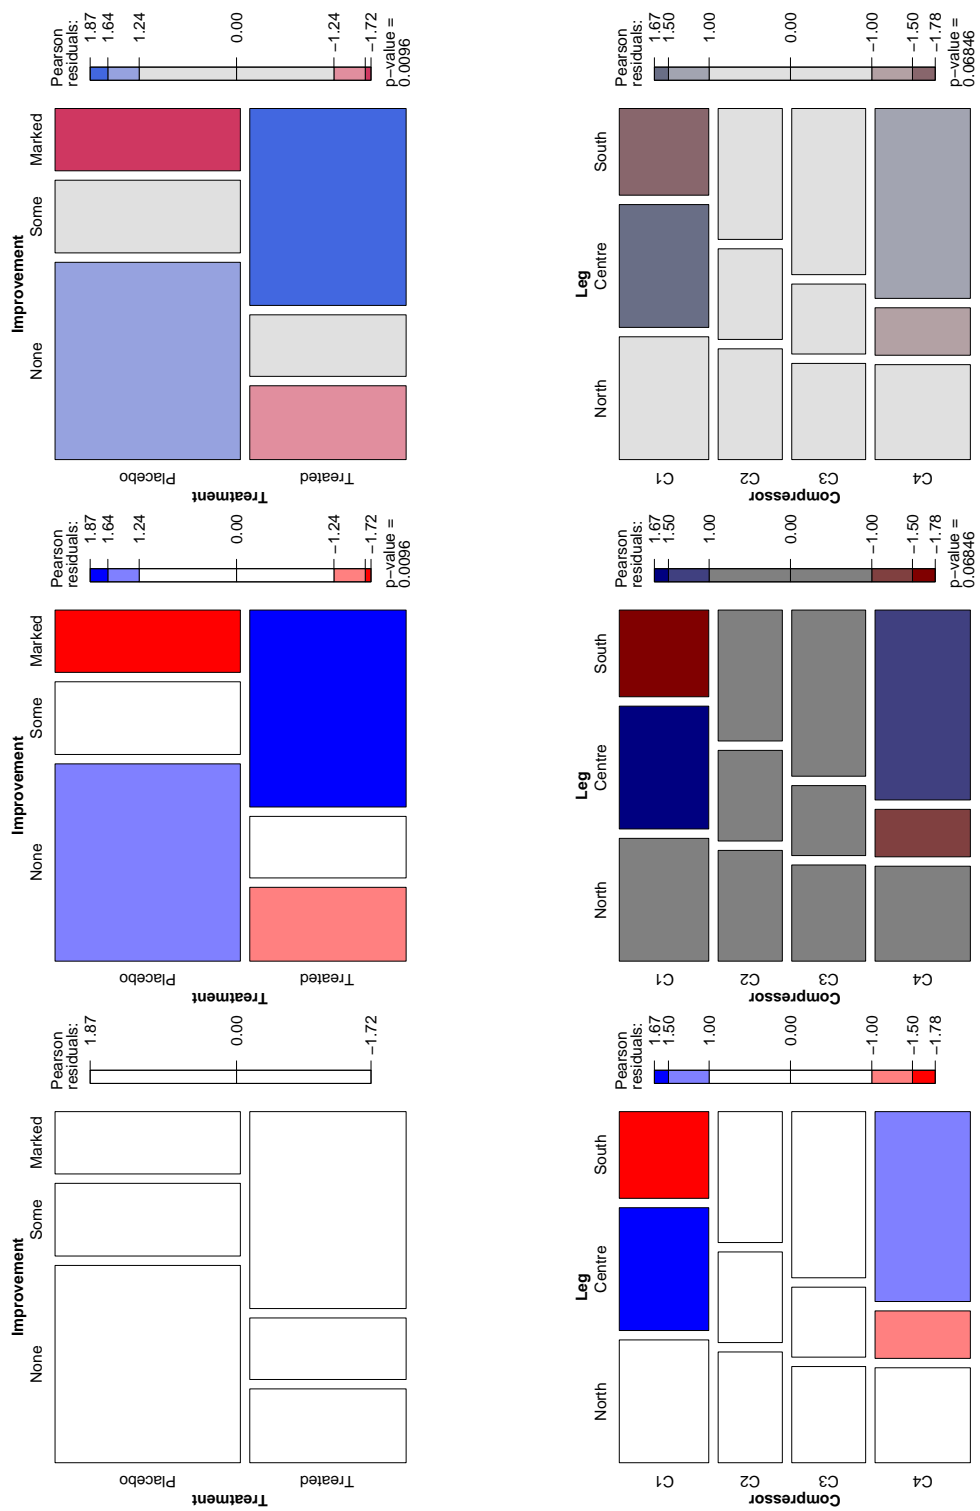 Improvement
None Some Marked
Treatment
Placebo
Treated
Pearson
residuals:
1.87
0.00
−1.72
Improvement
None Some Marked
Treatment
Placebo
Treated
Pearson
residuals:
1.87
1.64
1.24
0.00
−1.24
−1.72
p−value =
0.0096
Improvement
None Some Marked
Treatment
Placebo
Treated
Pearson
residuals:
1.87
1.64
1.24
0.00
−1.24
−1.72
p−value =
0.0096
Leg
North Centre South
Compressor
C1
C2
C3
C4
Pearson
residuals:
1.67
1.50
1.00
0.00
−1.00
−1.50
−1.78
Leg
North Centre South
Compressor
C1
C2
C3
C4
Pearson
residuals:
1.67
1.50
1.00
0.00
−1.00
−1.50
−1.78
p−value =
0.06846
Leg
North Centre South
Compressor
C1
C2
C3
C4
Pearson
residuals:
1.67
1.50
1.00
0.00
−1.00
−1.50
−1.78
p−value =
0.06846